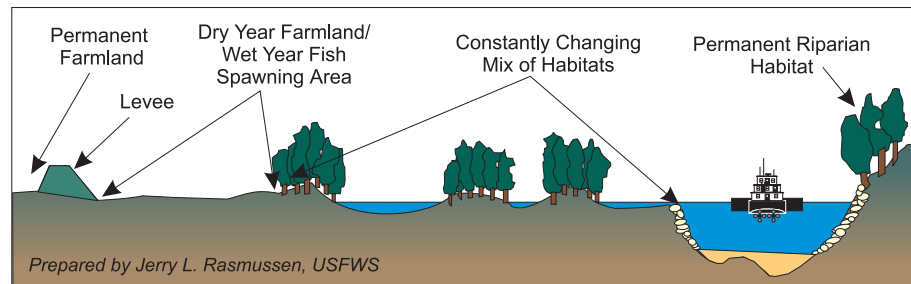 Permanent
Farmland
Levee
Dry Year Farmland/
Wet Year Fish
Spawning Area
Constantly Changing
Mix of Habitats
Permanent Riparian
Habitat
Prepared by Jerry L. Rasmussen, USFWS